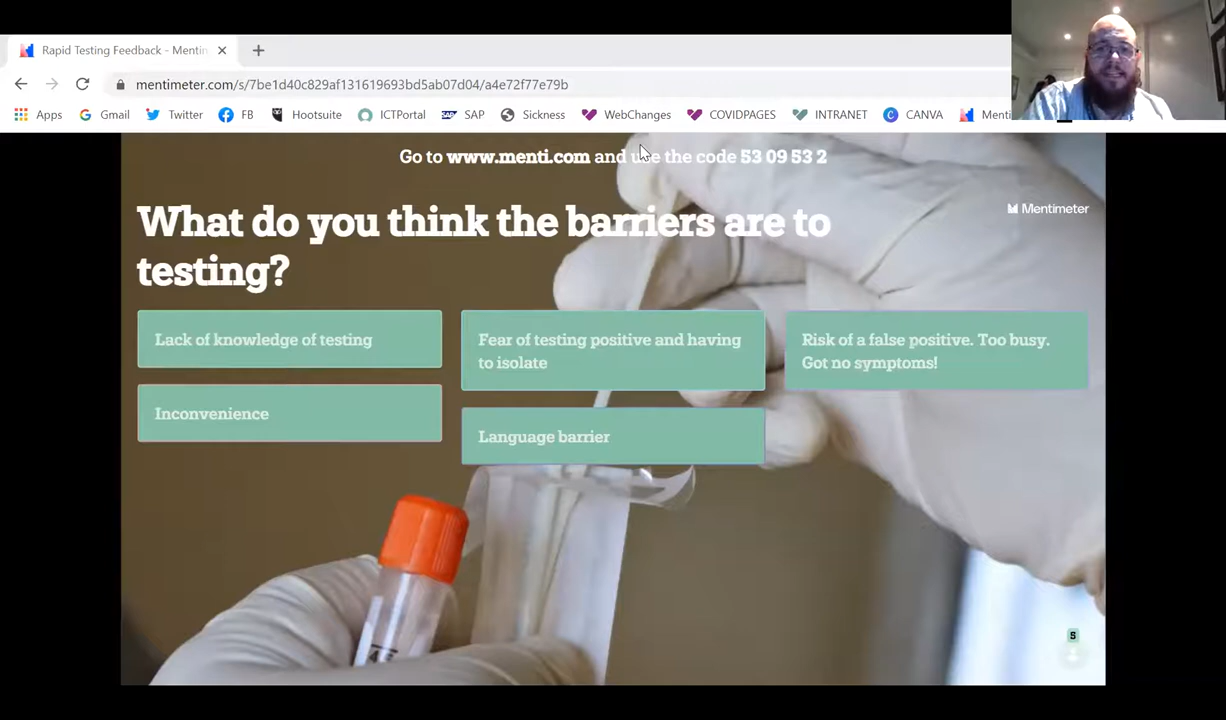 Rapid Testing Feedback - Mentin
mentimeter.com/s/7be1d40c829af131619693bd5ab07d04/a4e72f77e79b
Apps Gmail Twitter FB Hootsuite ICTPortal SAP Sickness WebChanges COVIDPAGES INTRANET CANVA Menti
Go to www.menti.com and use the code 53 09 53 2
Mentimeter
What do you think the barriers are to
testing?
Lack of knowledge of testing
Inconvenience
Fear of testing positive and having
to isolate
Language barrier
Risk of a false positive. Too busy.
Got no symptoms!
S